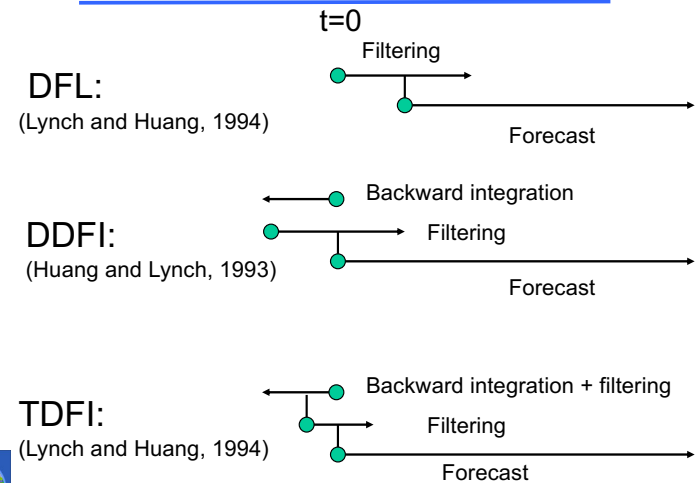 t=0
Filtering
DFL:
(Lynch and Huang, 1994)
Forecast
Backward integration
DDFI:
Filtering
(Huang and Lynch, 1993)
Forecast
Backward integration + filtering
TDFI:
Filtering
(Lynch and Huang, 1994)
Forecast